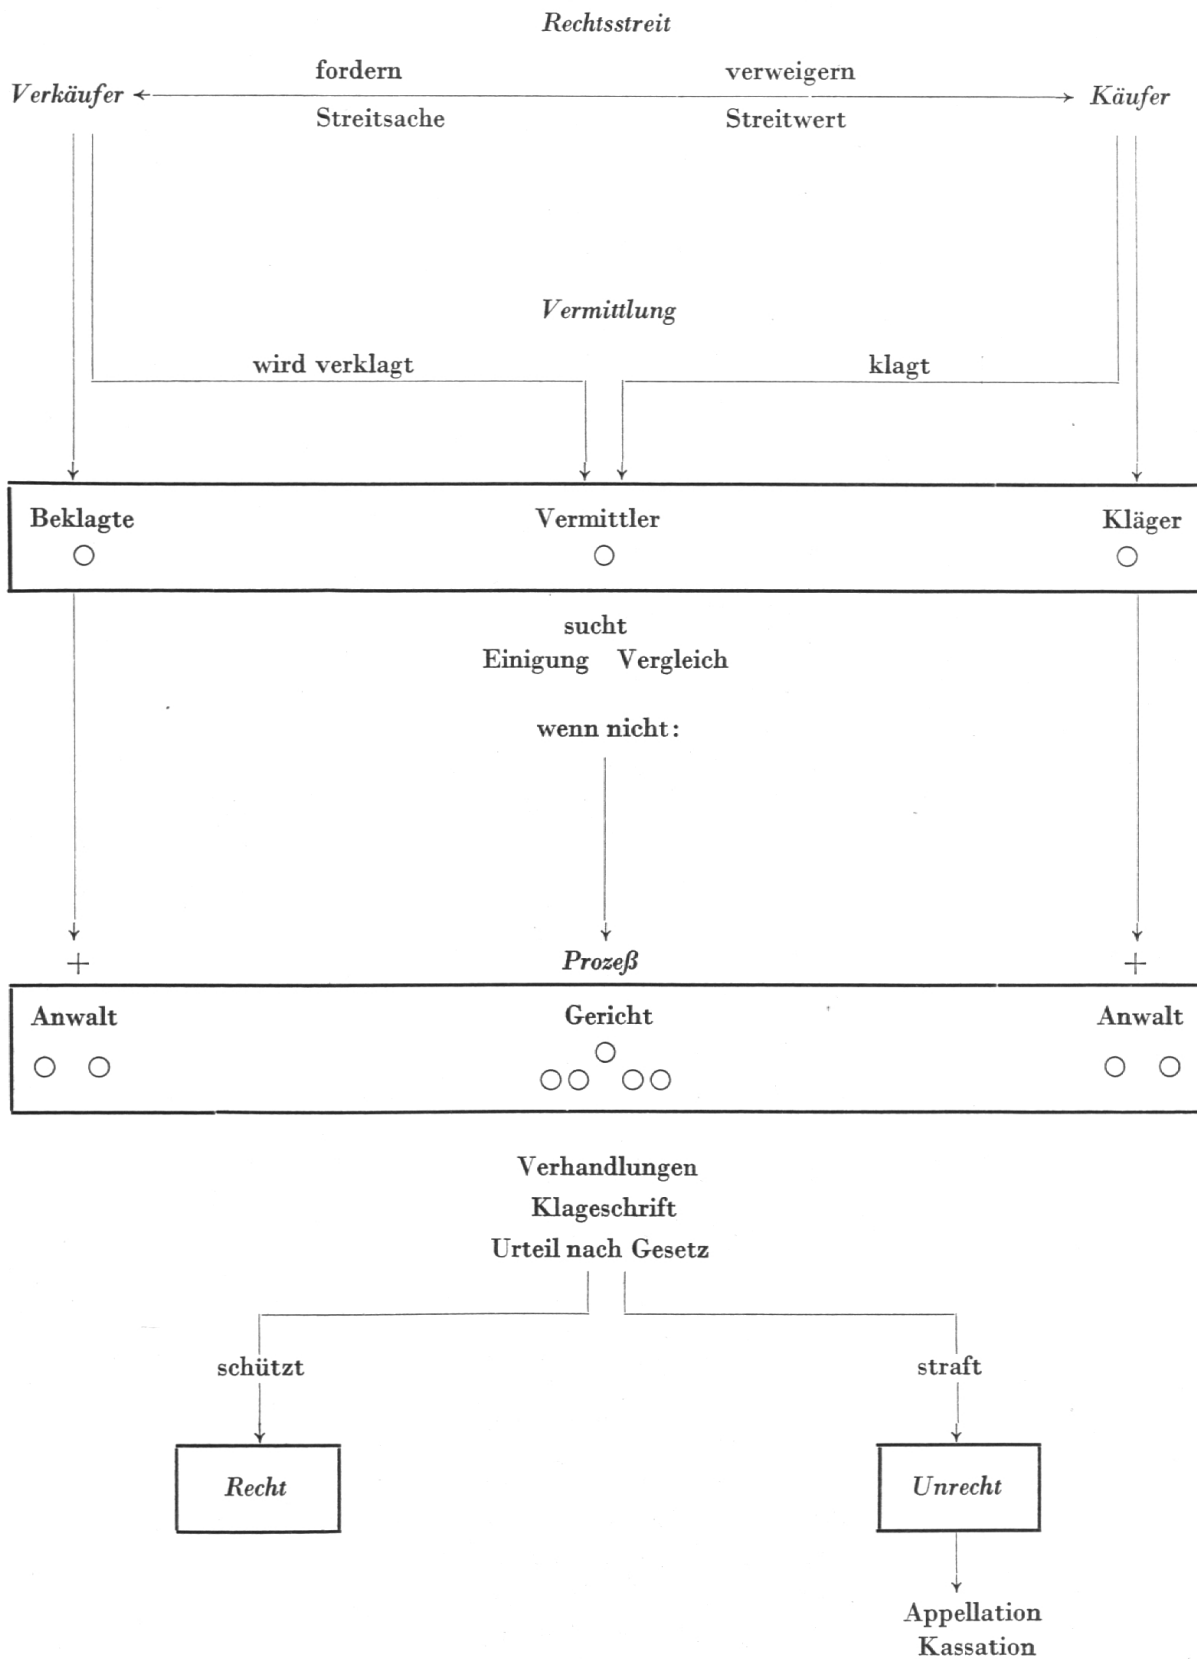 Rechtsstreit
fordern verweigern
Verkäufer Käufer
Streitsache Streitwert
Vermittlung
wird verklagt klagt
Beklagte Vermittler Kläger
sucht
Einigung Vergleich
wenn nicht:
+ Prozeß +
Anwalt Gericht Anwalt
Verhandlungen
Klageschrift
Urteil nach Gesetz
schützt straft
Recht Unrecht
Appellation
Kassation